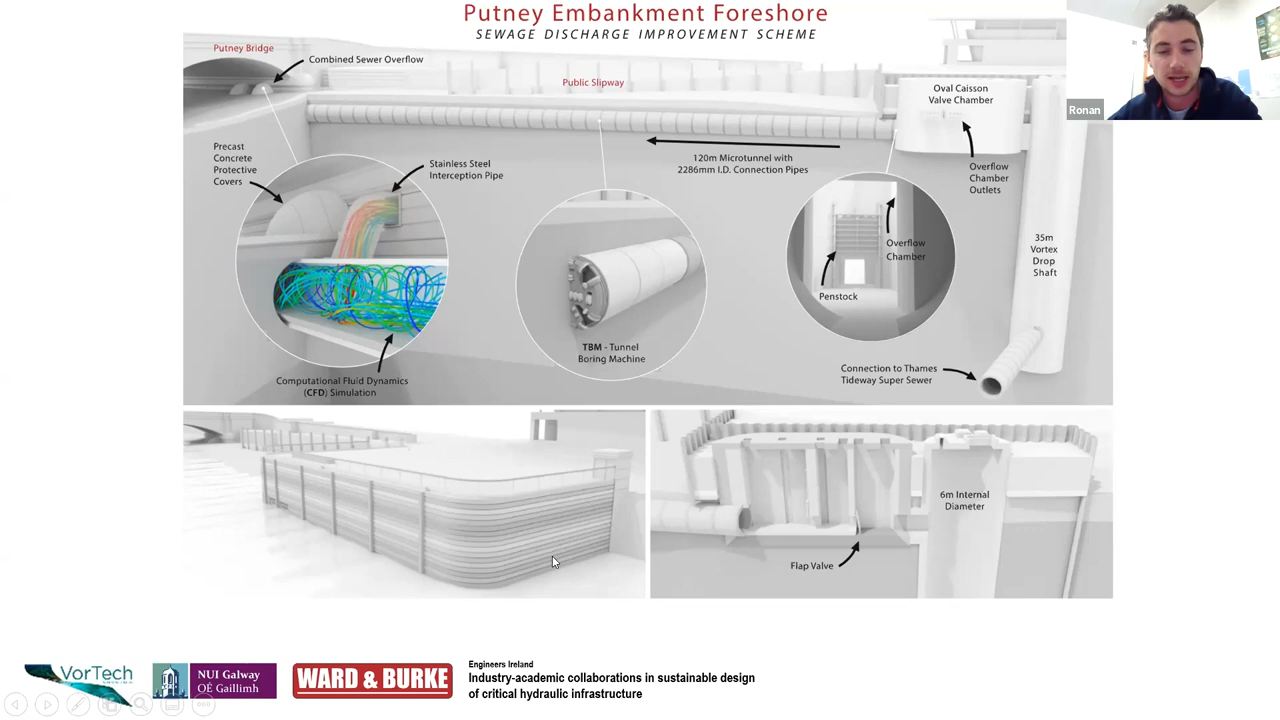 Putney Embankment Foreshore
SEWAGE DISCHARGE IMPROVEMENT SCHEME
Putney Bridge
Combined Sewer Overflow
Public Slipway
Oval Caisson
Valve Chamber
Ronan
Precast
Concrete
Protective
Covers
Stainless Steel
Interception Pipe
120m Microtunnel with
2286mm I.D. Connection Pipes
Overflow
Chamber
Outlets
Overflow
Chamber
Penstock
35m
Vortex
Drop
Shaft
TBM - Tunnel
Boring Machine
Computational Fluid Dynamics
(CFD) Simulation
Connection to Thames
Tideway Super Sewer
6m Internal
Diameter
Flap Valve
VorTech
NUI Galway
OÉ Gaillimh
WARD & BURKE
Engineers Ireland
Industry-academic collaborations in sustainable design
of critical hydraulic infrastructure